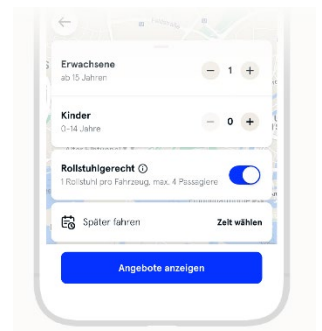 Erwachsene
ab 15 Jahren
1
Kinder
0-14 Jahre
0
Rollstuhlgerecht
1 Rollstuhl pro Fahrzeug, max. 4 Passagiere
Später fahren
Zeit wählen
Angebote anzeigen